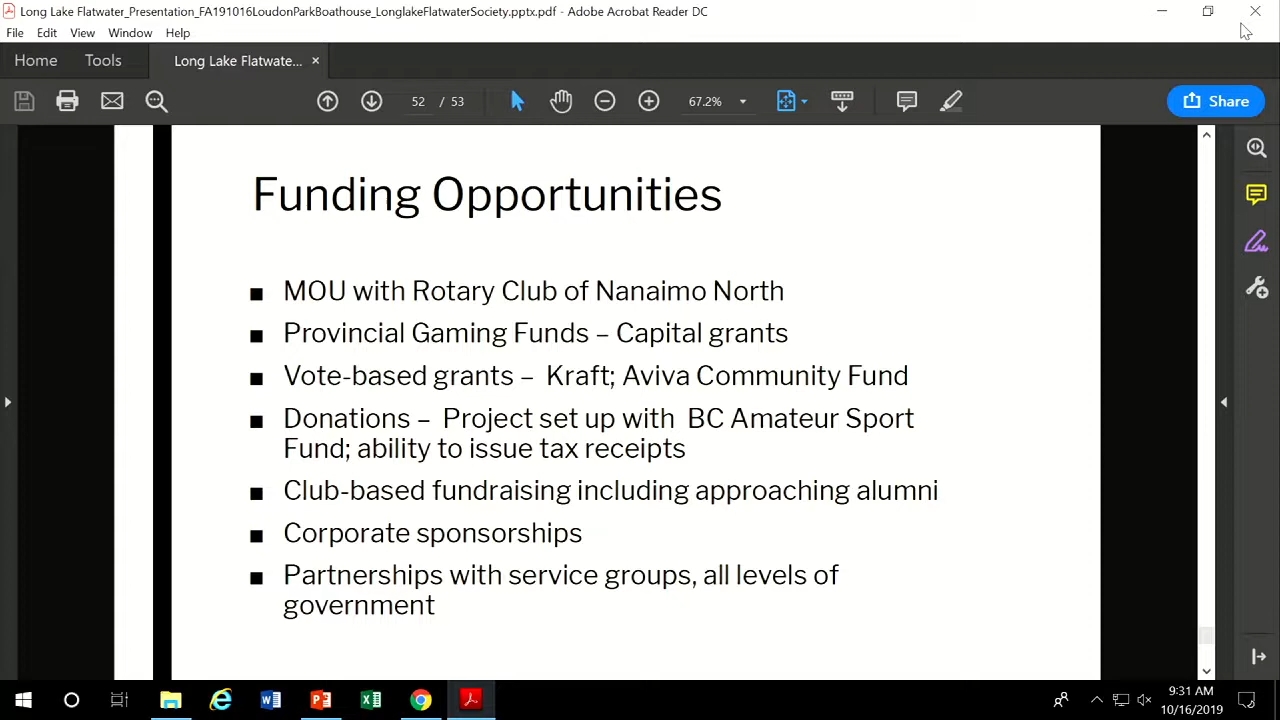 Long Lake Flatwater_Presentation_FA191016LoudonParkBoathouse_LonglakeFlatwaterSociety.pptx.pdf - Adobe Acrobat Reader DC
File Edit View Window Help
Home Tools Long Lake Flatwate... ×
52 / 53 67.2% Share
Funding Opportunities
■ MOU with Rotary Club of Nanaimo North
■ Provincial Gaming Funds – Capital grants
■ Vote-based grants – Kraft; Aviva Community Fund
■ Donations – Project set up with BC Amateur Sport
Fund; ability to issue tax receipts
■ Club-based fundraising including approaching alumni
■ Corporate sponsorships
■ Partnerships with service groups, all levels of
government
9:31 AM
10/16/2019